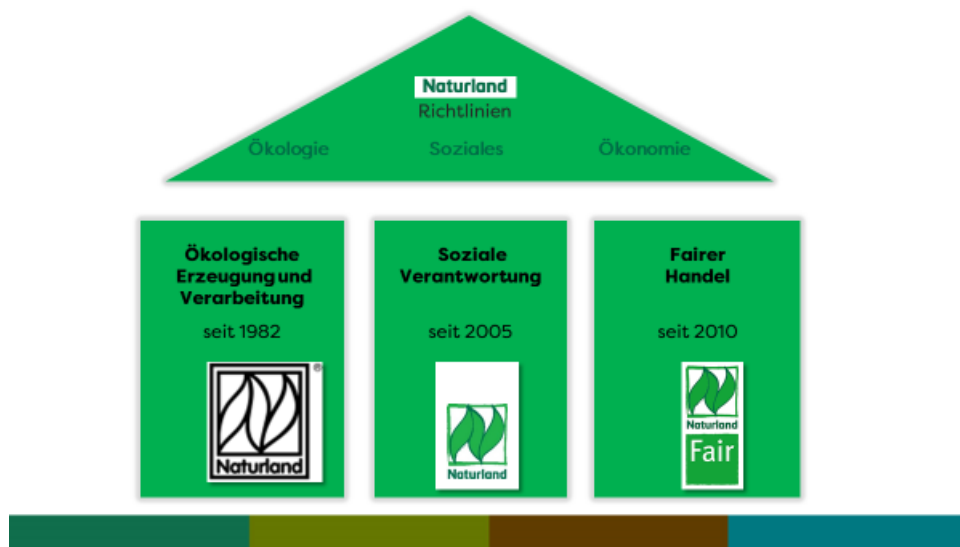 Naturland
Richtlinien
Ökologie Soziales Ökonomie
Ökologische
Erzeugung und
Verarbeitung
seit 1982
Naturland
®
Soziale
Verantwortung
seit 2005
Naturland
Fairer
Handel
seit 2010
Naturland
Fair